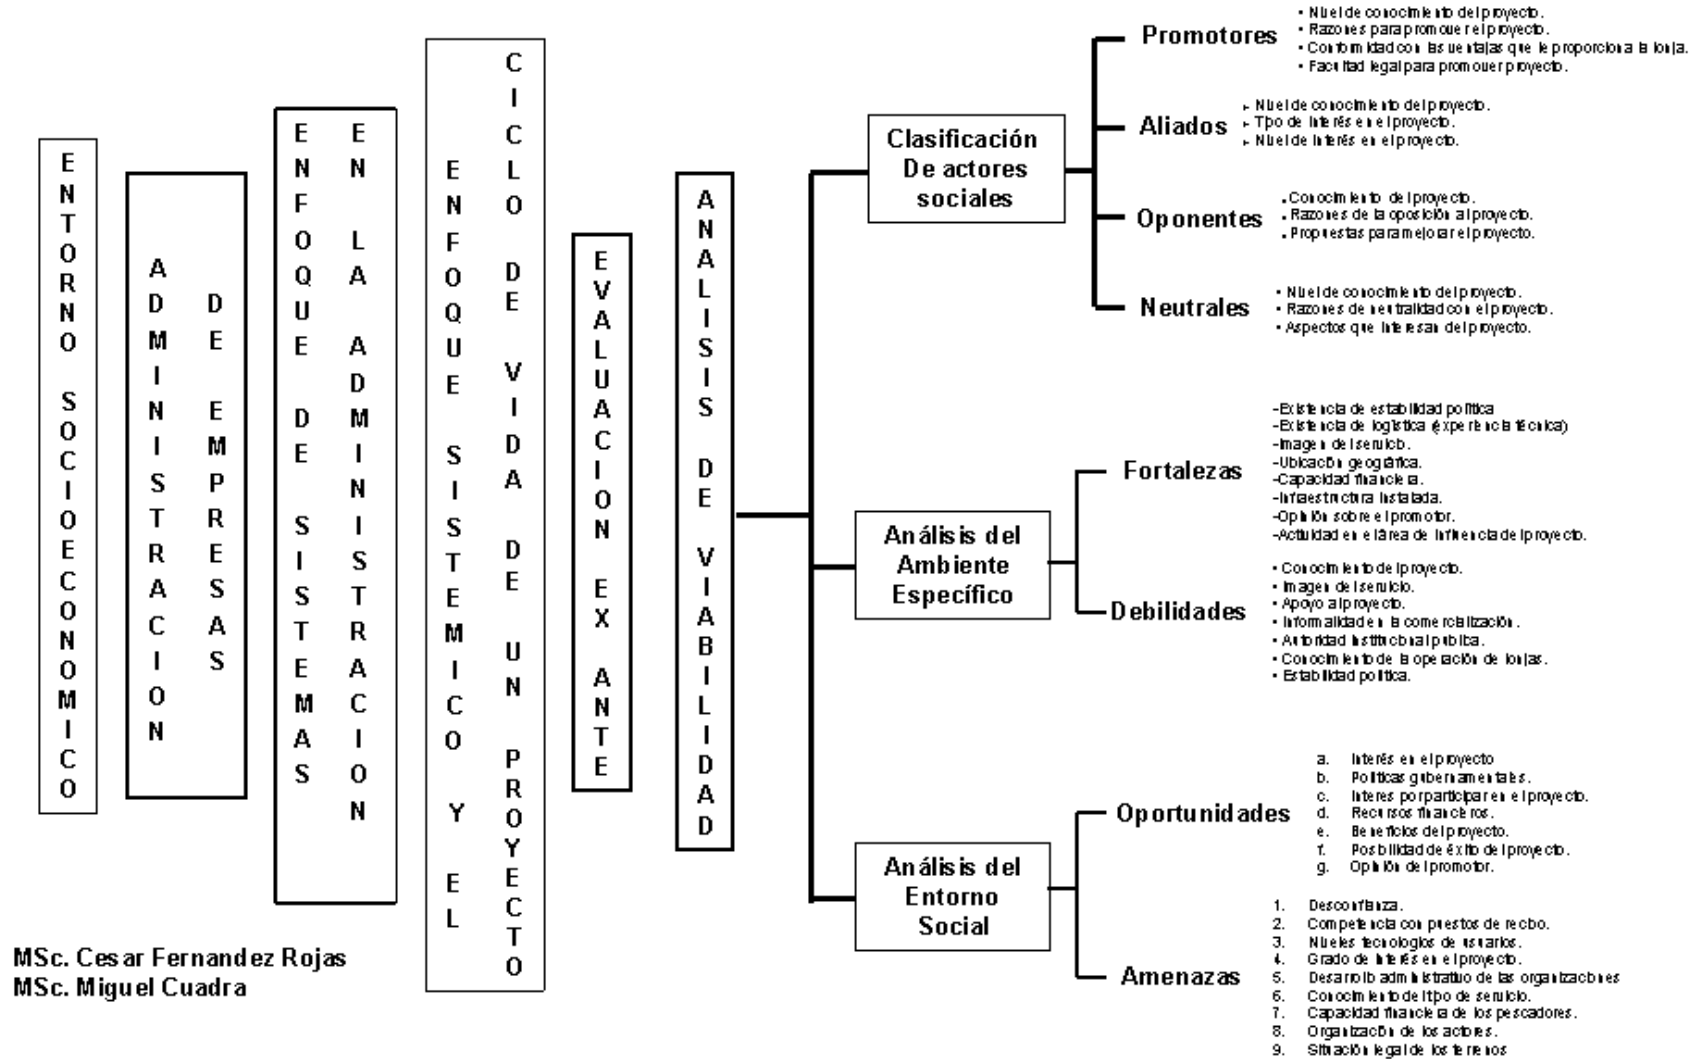 ENTORNO SOCIOECONOMICO
ADMINISTRACION
DE EMPRESAS
ENFOQUE DE SISTEMAS
EN LA ADMINISTRACION
ENFOQUE SISTEMICO Y EL
CICLO DE VIDA DE UN PROYECTO
EVALUACION EX ANTE
ANALISIS DE VIABILIDAD
Clasificación
De actores
sociales
Promotores
• Nivel de conocimiento del proyecto.
• Razones para promover el proyecto.
• Conformidad con las ventajas que le proporciona la lonja.
• Facultad legal para promover proyecto.
Aliados
Nivel de conocimiento del proyecto.
Tipo de interés en el proyecto.
Nivel de interés en el proyecto.
Oponentes
Conocimiento del proyecto.
Razones de la oposición al proyecto.
Propuestas para mejorar el proyecto.
Neutrales
• Nivel de conocimiento del proyecto.
• Razones de neutralidad con el proyecto.
• Aspectos que interesan del proyecto.
Análisis del
Ambiente
Específico
Fortalezas
-Existencia de estabilidad política
-Existencia de logística (experiencia técnica)
-Imagen del servicio.
-Ubicación geográfica.
-Capacidad financiera.
-Infraestructura instalada.
-Opinión sobre el promotor.
-Actividad en el área de influencia del proyecto.
Debilidades
• Conocimiento del proyecto.
• Imagen del servicio.
• Apoyo al proyecto.
• Informalidad en la comercialización.
• Autoridad institucional publica.
• Conocimiento de la operación de lonjas.
• Estabilidad política.
Análisis del
Entorno
Social
Oportunidades
a. Interés en el proyecto
b. Políticas gubernamentales.
c. Interes por participar en el proyecto.
d. Recursos financieros.
e. Beneficios del proyecto.
f. Posibilidad de éxito del proyecto.
g. Opinión del promotor.
Amenazas
1. Desconfianza.
2. Competencia con puestos de recibo.
3. Niveles tecnologios de usuarios.
4. Grado de interés en el proyecto.
5. Desarrollo administrativo de las organizaciones
6. Conocimiento del tipo de servicio.
7. Capacidad financiera de los pescadores.
8. Organización de los actores.
9. Situación legal de los terrenos
MSc. Cesar Fernandez Rojas
MSc. Miguel Cuadra